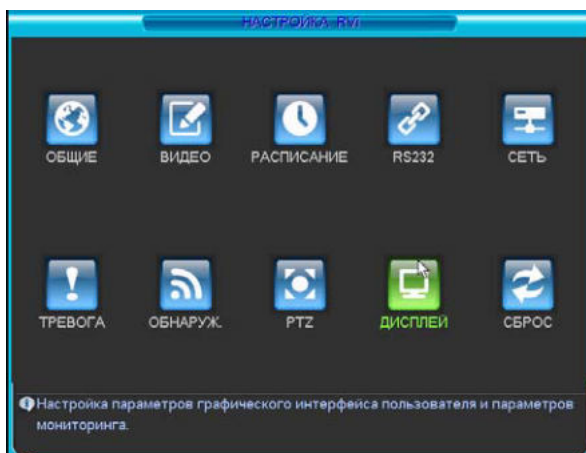 НАСТРОЙКА RVi
ОБЩИЕ ВИДЕО РАСПИСАНИЕ RS232 СЕТЬ
ТРЕВОГА ОБНАРУЖ. PTZ ДИСПЛЕЙ СБРОС
Настройка параметров графического интерфейса пользователя и параметров
мониторинга.